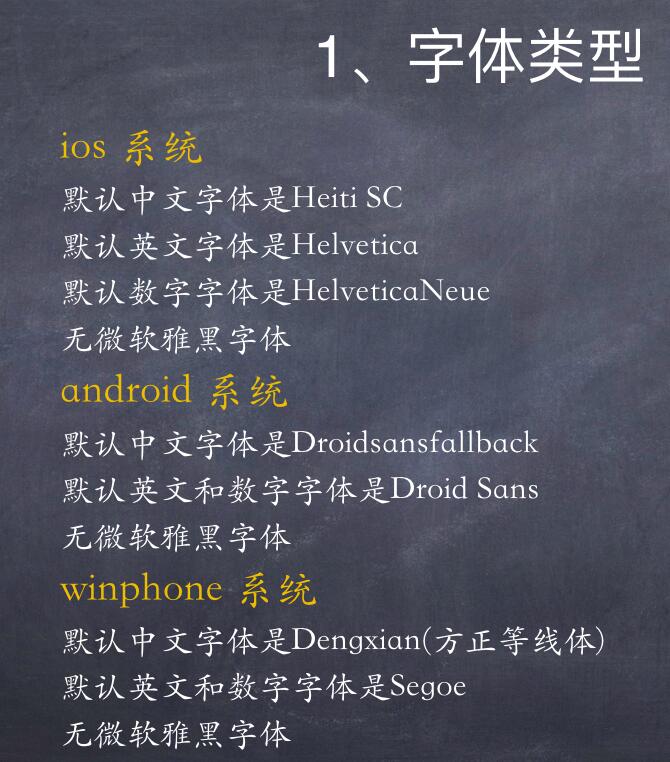 1、字体类型
ios 系统
默认中文字体是Heiti SC
默认英文字体是Helvetica
默认数字字体是HelveticaNeue
无微软雅黑字体
android 系统
默认中文字体是Droidsansfallback
默认英文和数字字体是Droid Sans
无微软雅黑字体
winphone 系统
默认中文字体是Dengxian(方正等线体)
默认英文和数字字体是Segoe
无微软雅黑字体